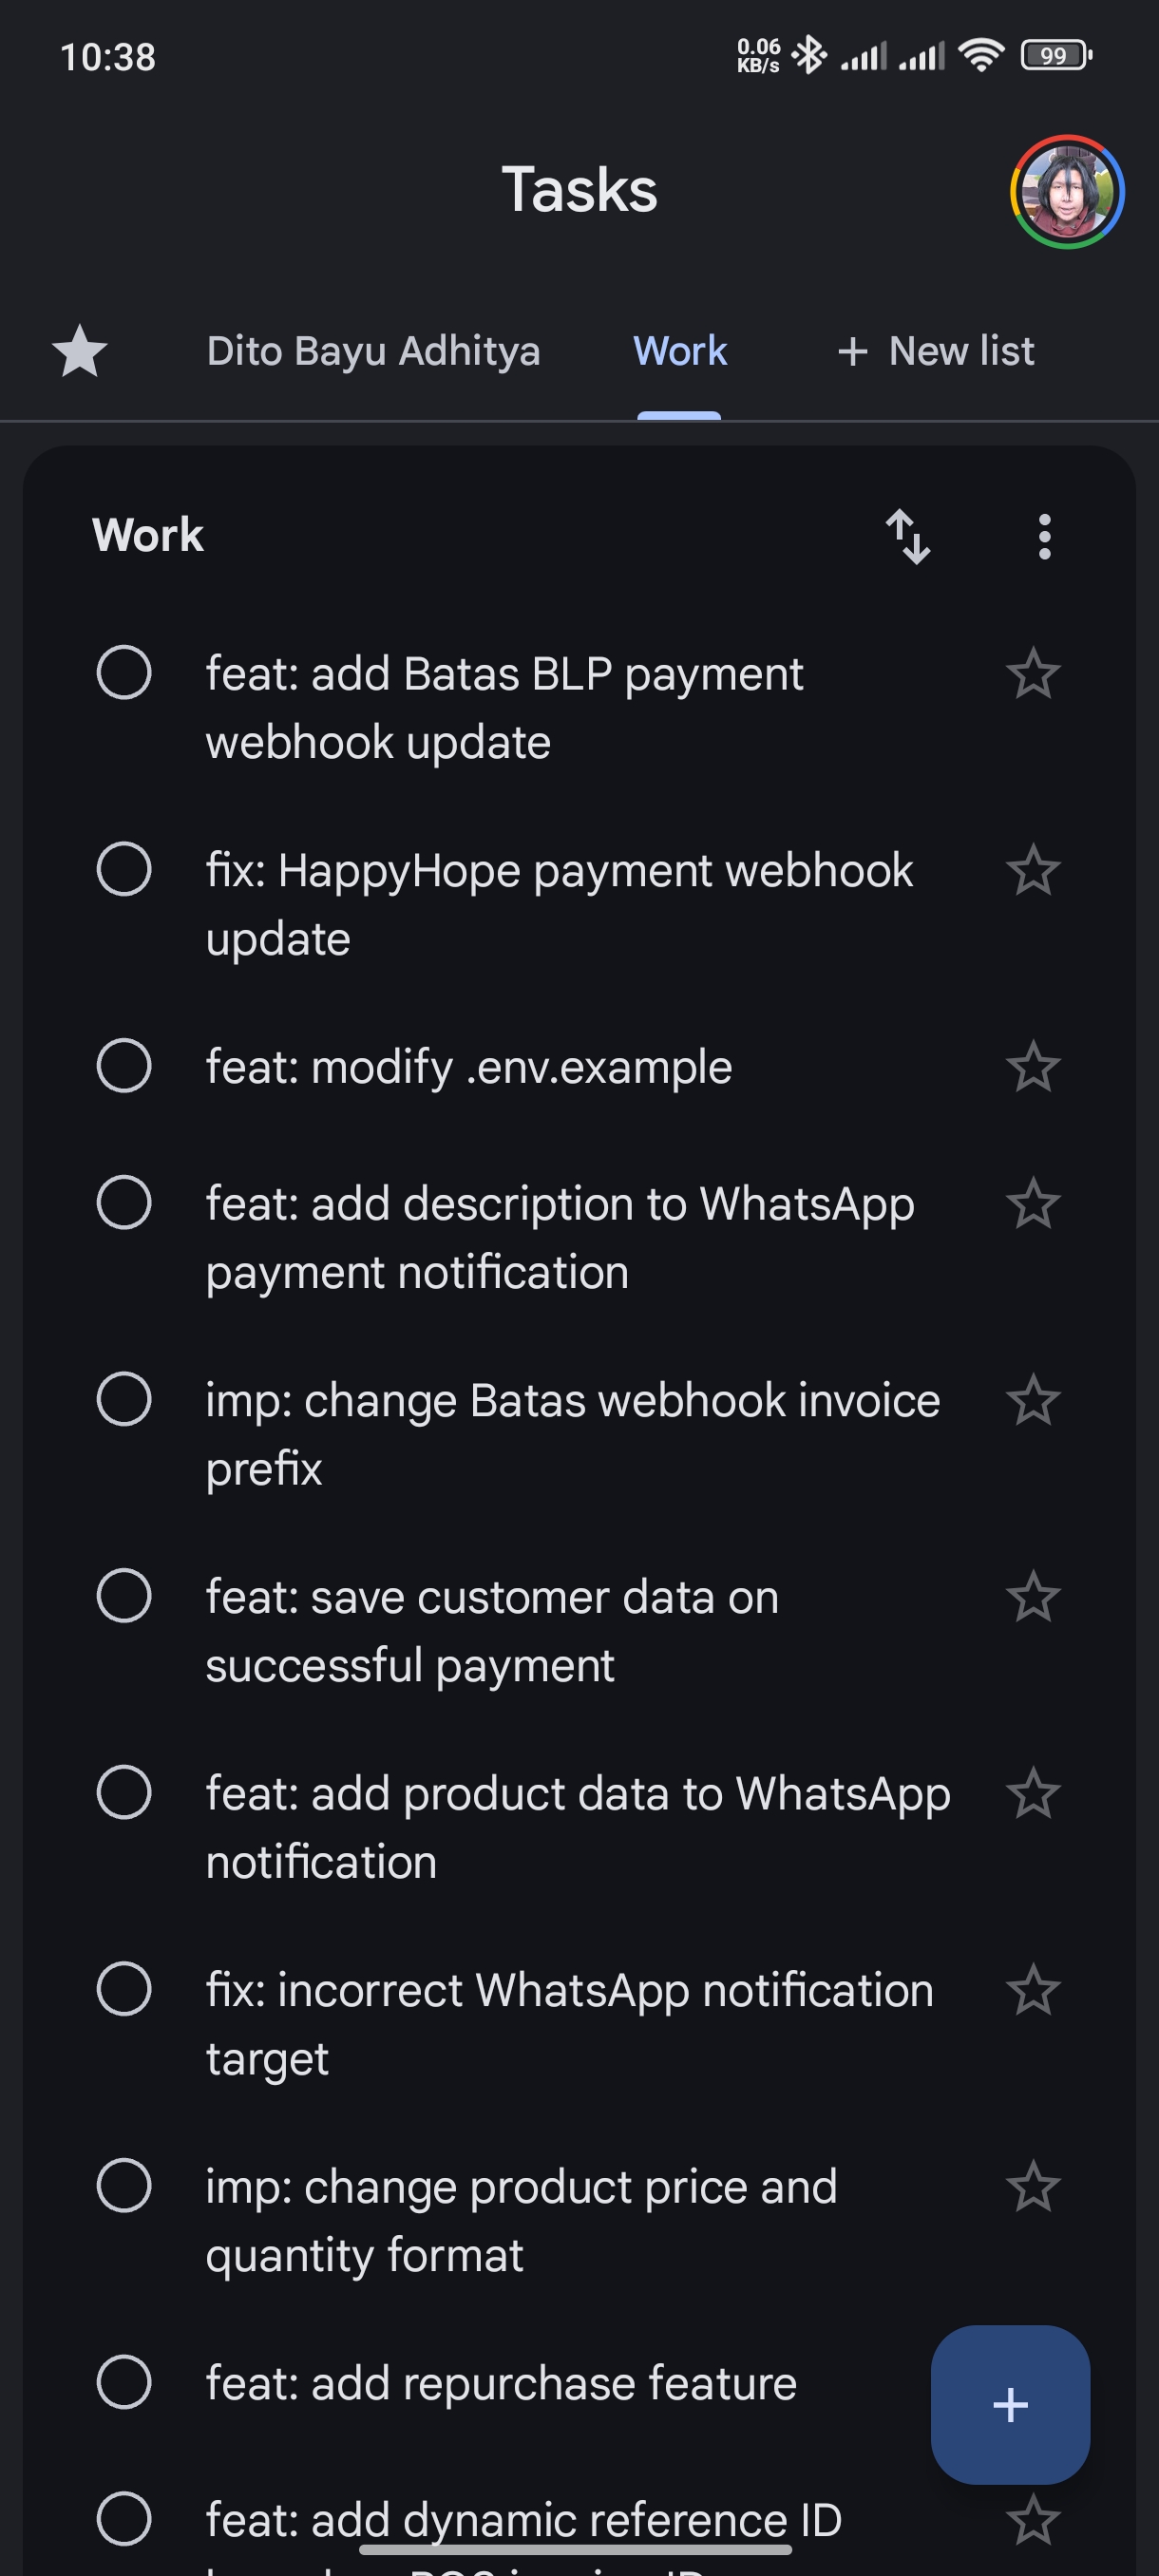 10:38
0.06
KB/s
99
Tasks
Dito Bayu Adhitya
Work
+ New list
Work
feat: add Batas BLP payment
webhook update
fix: HappyHope payment webhook
update
feat: modify .env.example
feat: add description to WhatsApp
payment notification
imp: change Batas webhook invoice
prefix
feat: save customer data on
successful payment
feat: add product data to WhatsApp
notification
fix: incorrect WhatsApp notification
target
imp: change product price and
quantity format
feat: add repurchase feature
feat: add dynamic reference ID